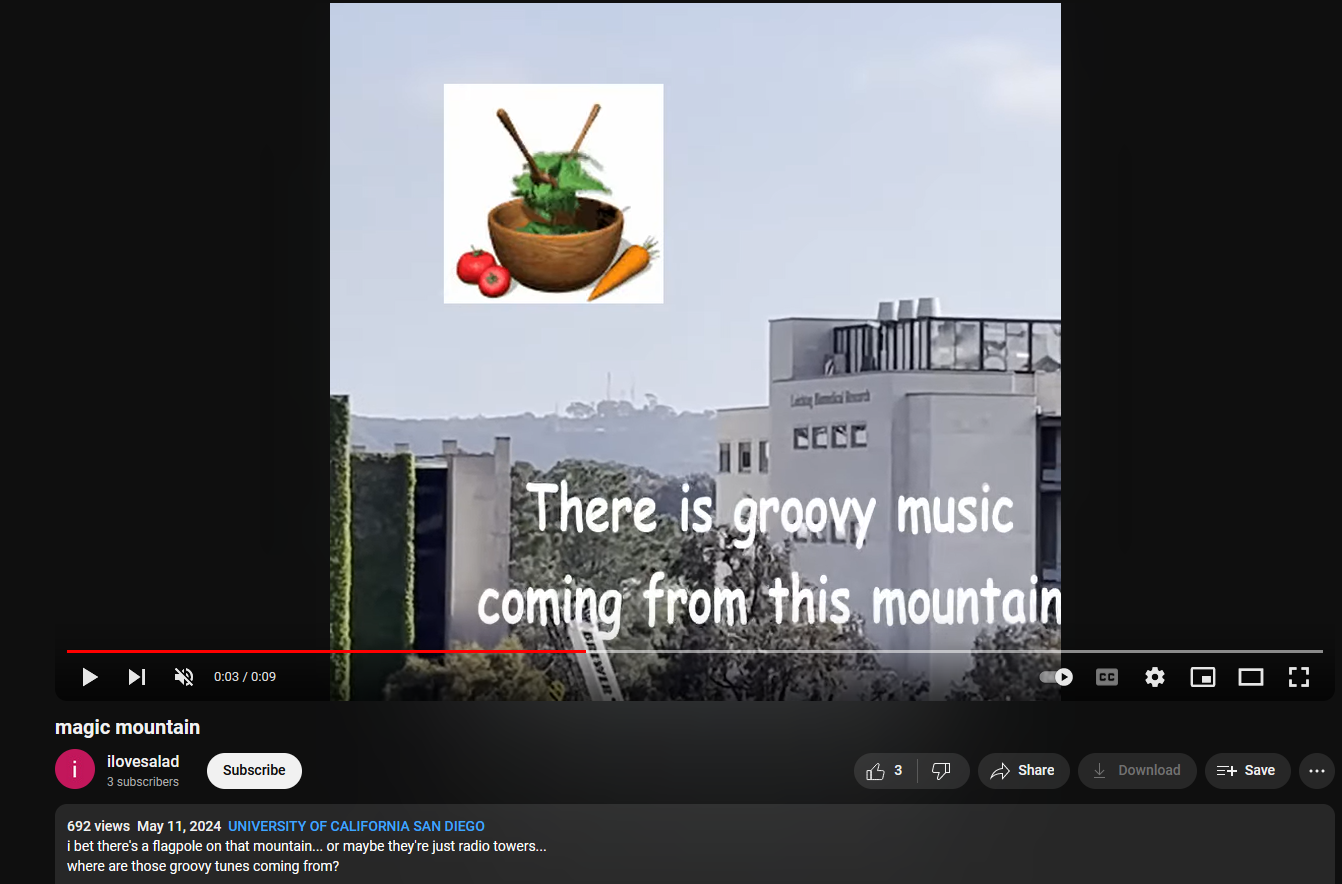 Leichtag Biomedical Research
There is groovy music
coming from this mountain
0:03 / 0:09
CC
magic mountain
i
ilovesalad
3 subscribers
Subscribe
3
Share
Download
Save
692 views May 11, 2024 UNIVERSITY OF CALIFORNIA SAN DIEGO
i bet there's a flagpole on that mountain... or maybe they're just radio towers...
where are those groovy tunes coming from?